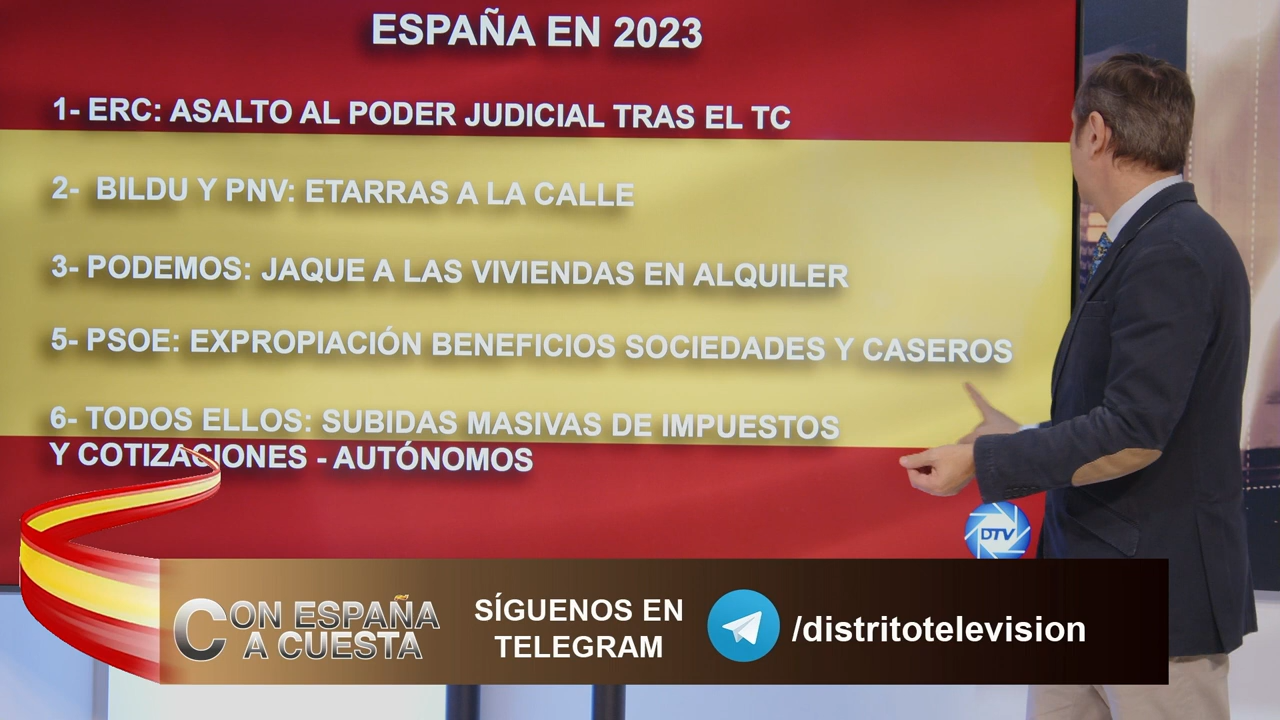 ESPAÑA EN 2023
1- ERC: ASALTO AL PODER JUDICIAL TRAS EL TC
2- BILDU Y PNV: ETARRAS A LA CALLE
3- PODEMOS: JAQUE A LAS VIVIENDAS EN ALQUILER
5- PSOE: EXPROPIACIÓN BENEFICIOS SOCIEDADES Y CASEROS
6- TODOS ELLOS: SUBIDAS MASIVAS DE IMPUESTOS
Y COTIZACIONES - AUTÓNOMOS
DTV
CON ESPAÑA
A CUESTA
SÍGUENOS EN
TELEGRAM
/distritotelevision